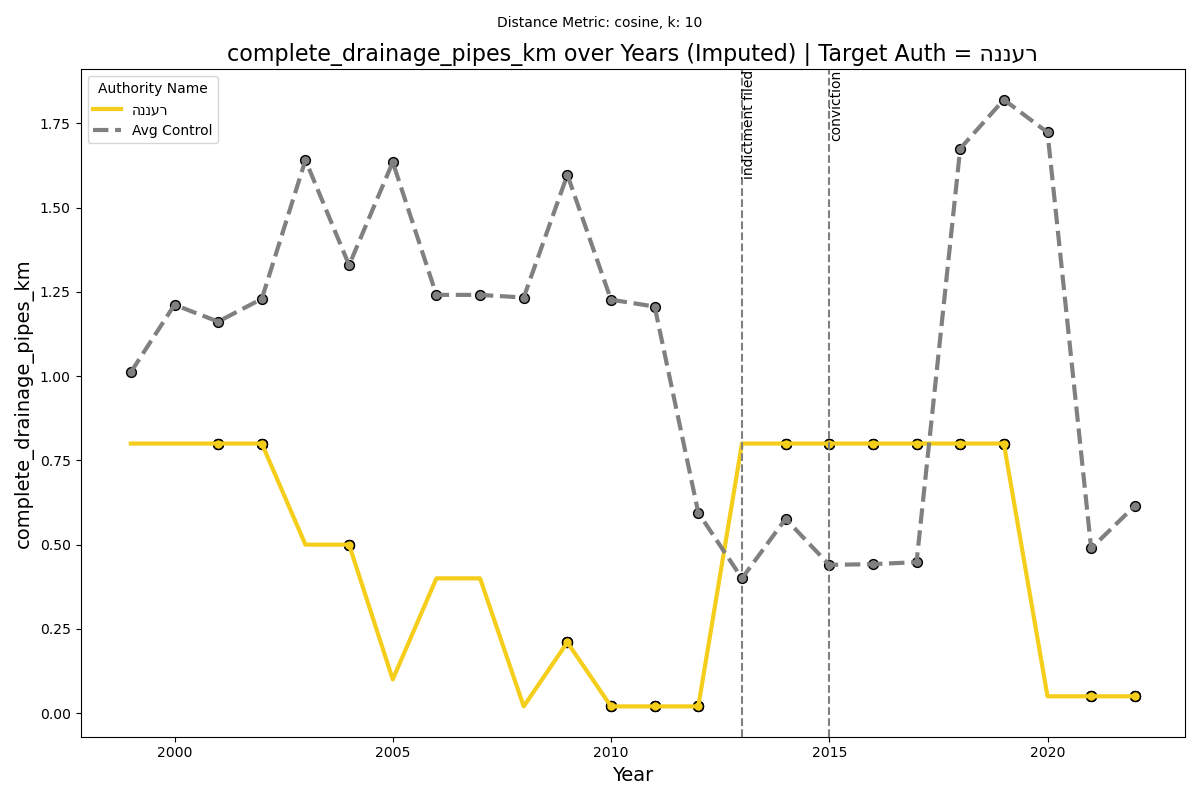 Distance Metric: cosine, k: 10
complete_drainage_pipes_km over Years (Imputed) | Target Auth = רעננה
Authority Name
רעננה
Avg Control
indictment filed
conviction
complete_drainage_pipes_km
1.75
1.50
1.25
1.00
0.75
0.50
0.25
0.00
2000
2005
2010
2015
2020
Year